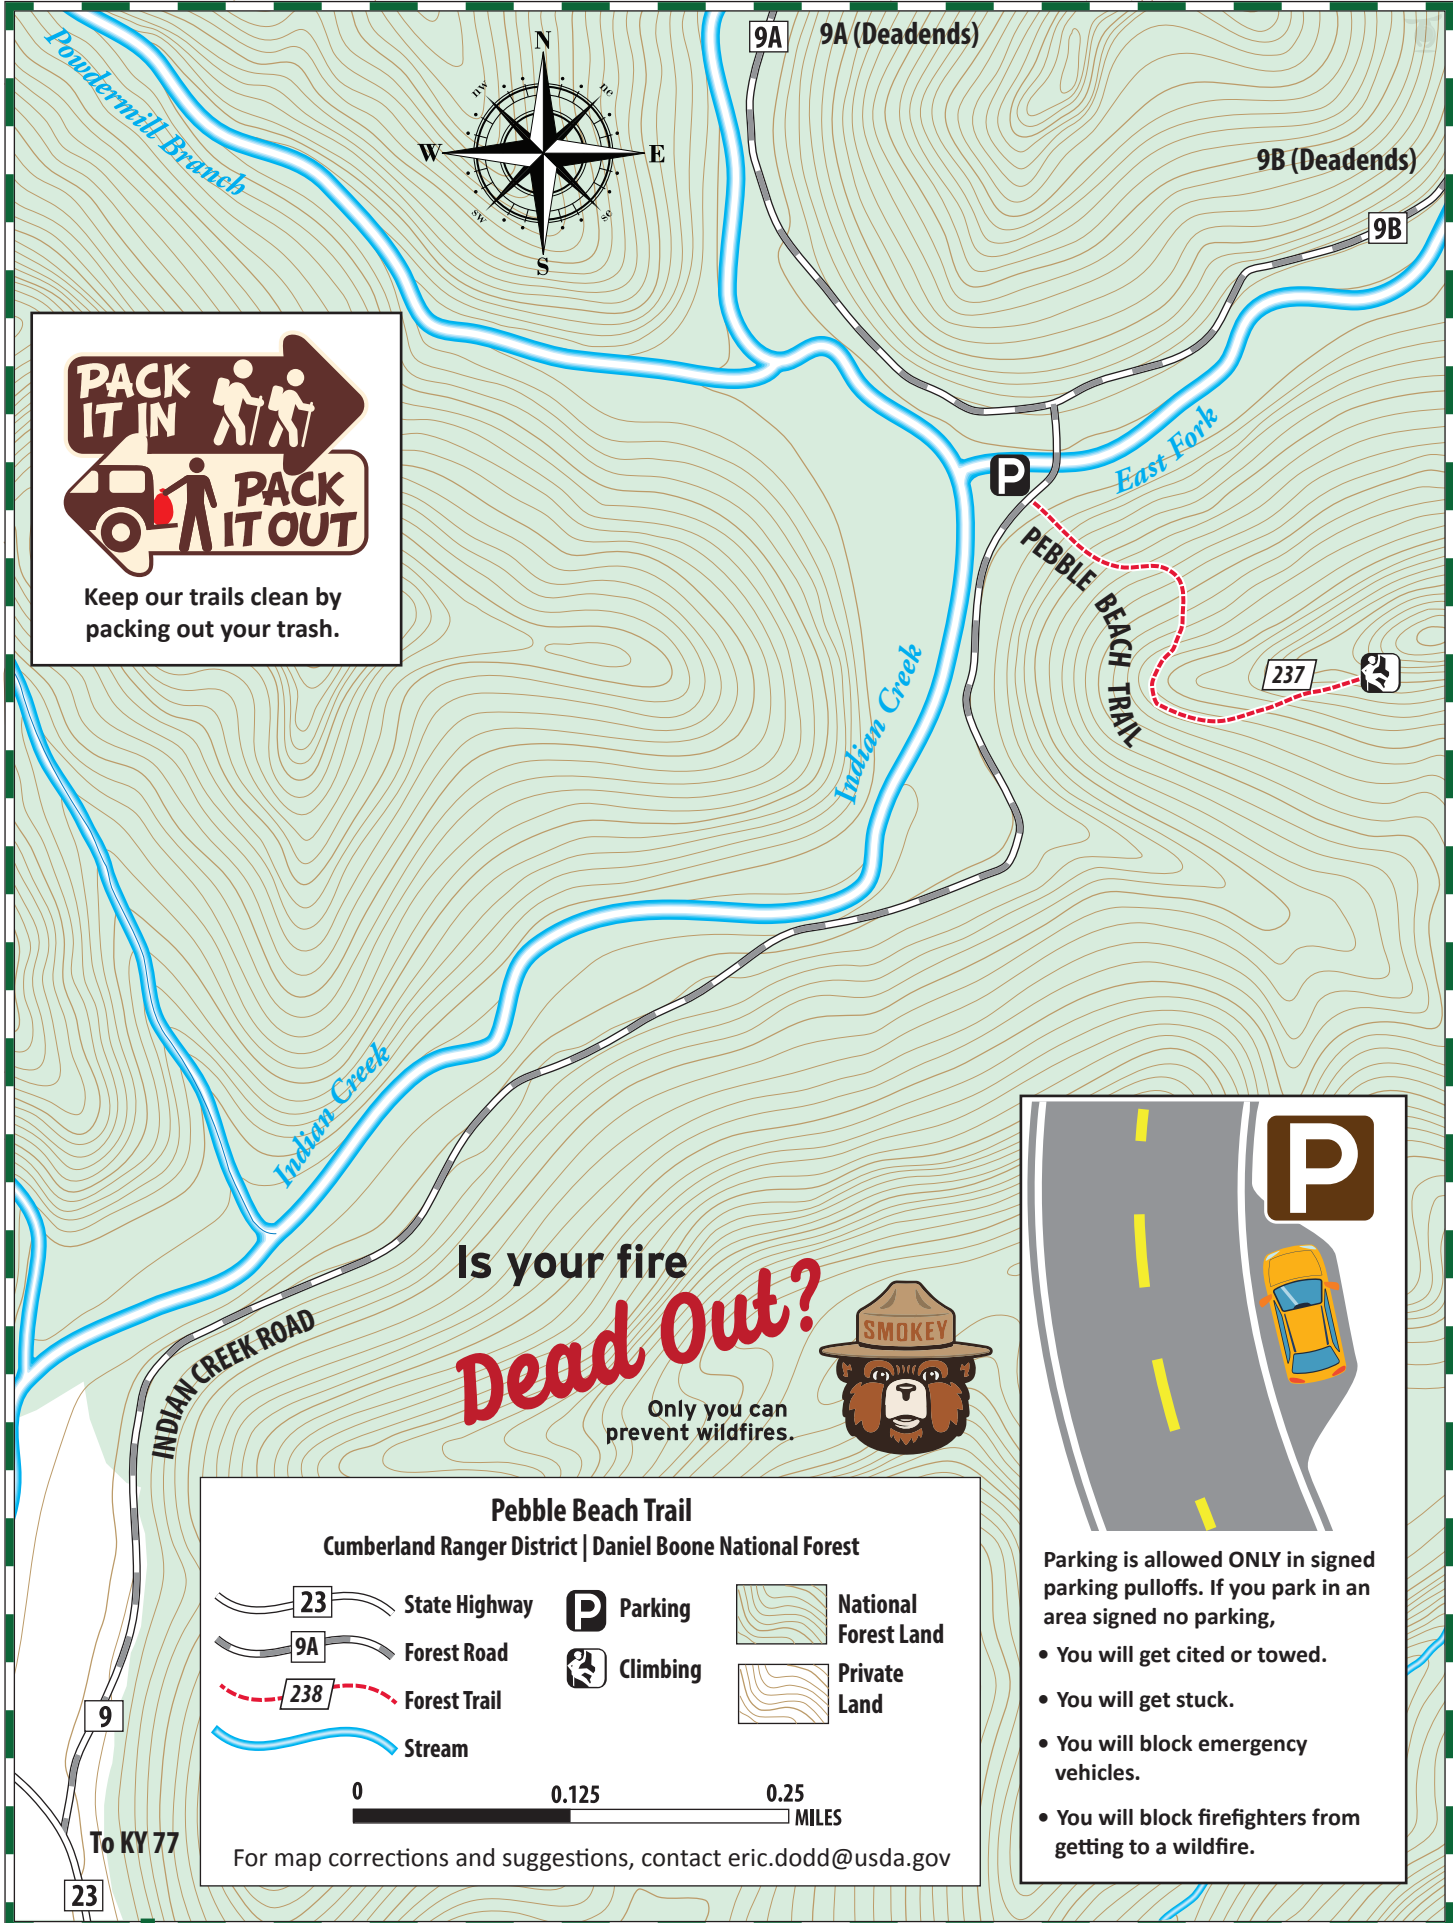 9A
9A (Deadends)
Powdermill Branch
N
nw
ne
W
E
sw
se
S
9B (Deadends)
9B
PACK
IT IN
PACK
IT OUT
Keep our trails clean by
packing out your trash.
P
East Fork
PEBBLE BEACH TRAIL
237
Indian Creek
Indian Creek
INDIAN CREEK ROAD
Is your fire
Dead Out?
SMOKEY
Only you can
prevent wildfires.
P
Parking is allowed ONLY in signed
parking pulloffs. If you park in an
area signed no parking,
• You will get cited or towed.
• You will get stuck.
• You will block emergency
vehicles.
• You will block firefighters from
getting to a wildfire.
Pebble Beach Trail
Cumberland Ranger District | Daniel Boone National Forest
23 State Highway
9A Forest Road
238 Forest Trail
Stream
P Parking
Climbing
National
Forest Land
Private
Land
0 0.125 0.25
MILES
For map corrections and suggestions, contact eric.dodd@usda.gov
9
To KY 77
23